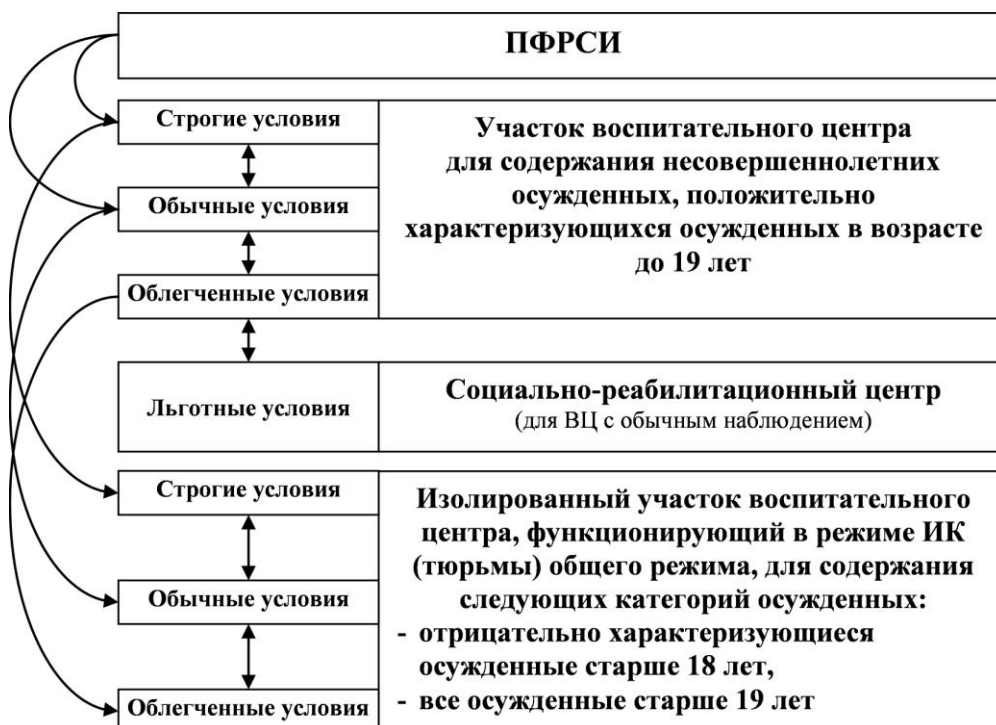 ПФРСИ
Строгие условия
Обычные условия
Облегченные условия
Участок воспитательного центра
для содержания несовершеннолетних
осужденных, положительно
характеризующихся осужденных в возрасте
до 19 лет
Льготные условия
Социально-реабилитационный центр
(для ВЦ с обычным наблюдением)
Строгие условия
Обычные условия
Облегченные условия
Изолированный участок воспитательного
центра, функционирующий в режиме ИК
(тюрьмы) общего режима, для содержания
следующих категорий осужденных:
- отрицательно характеризующиеся
осужденные старше 18 лет,
- все осужденные старше 19 лет